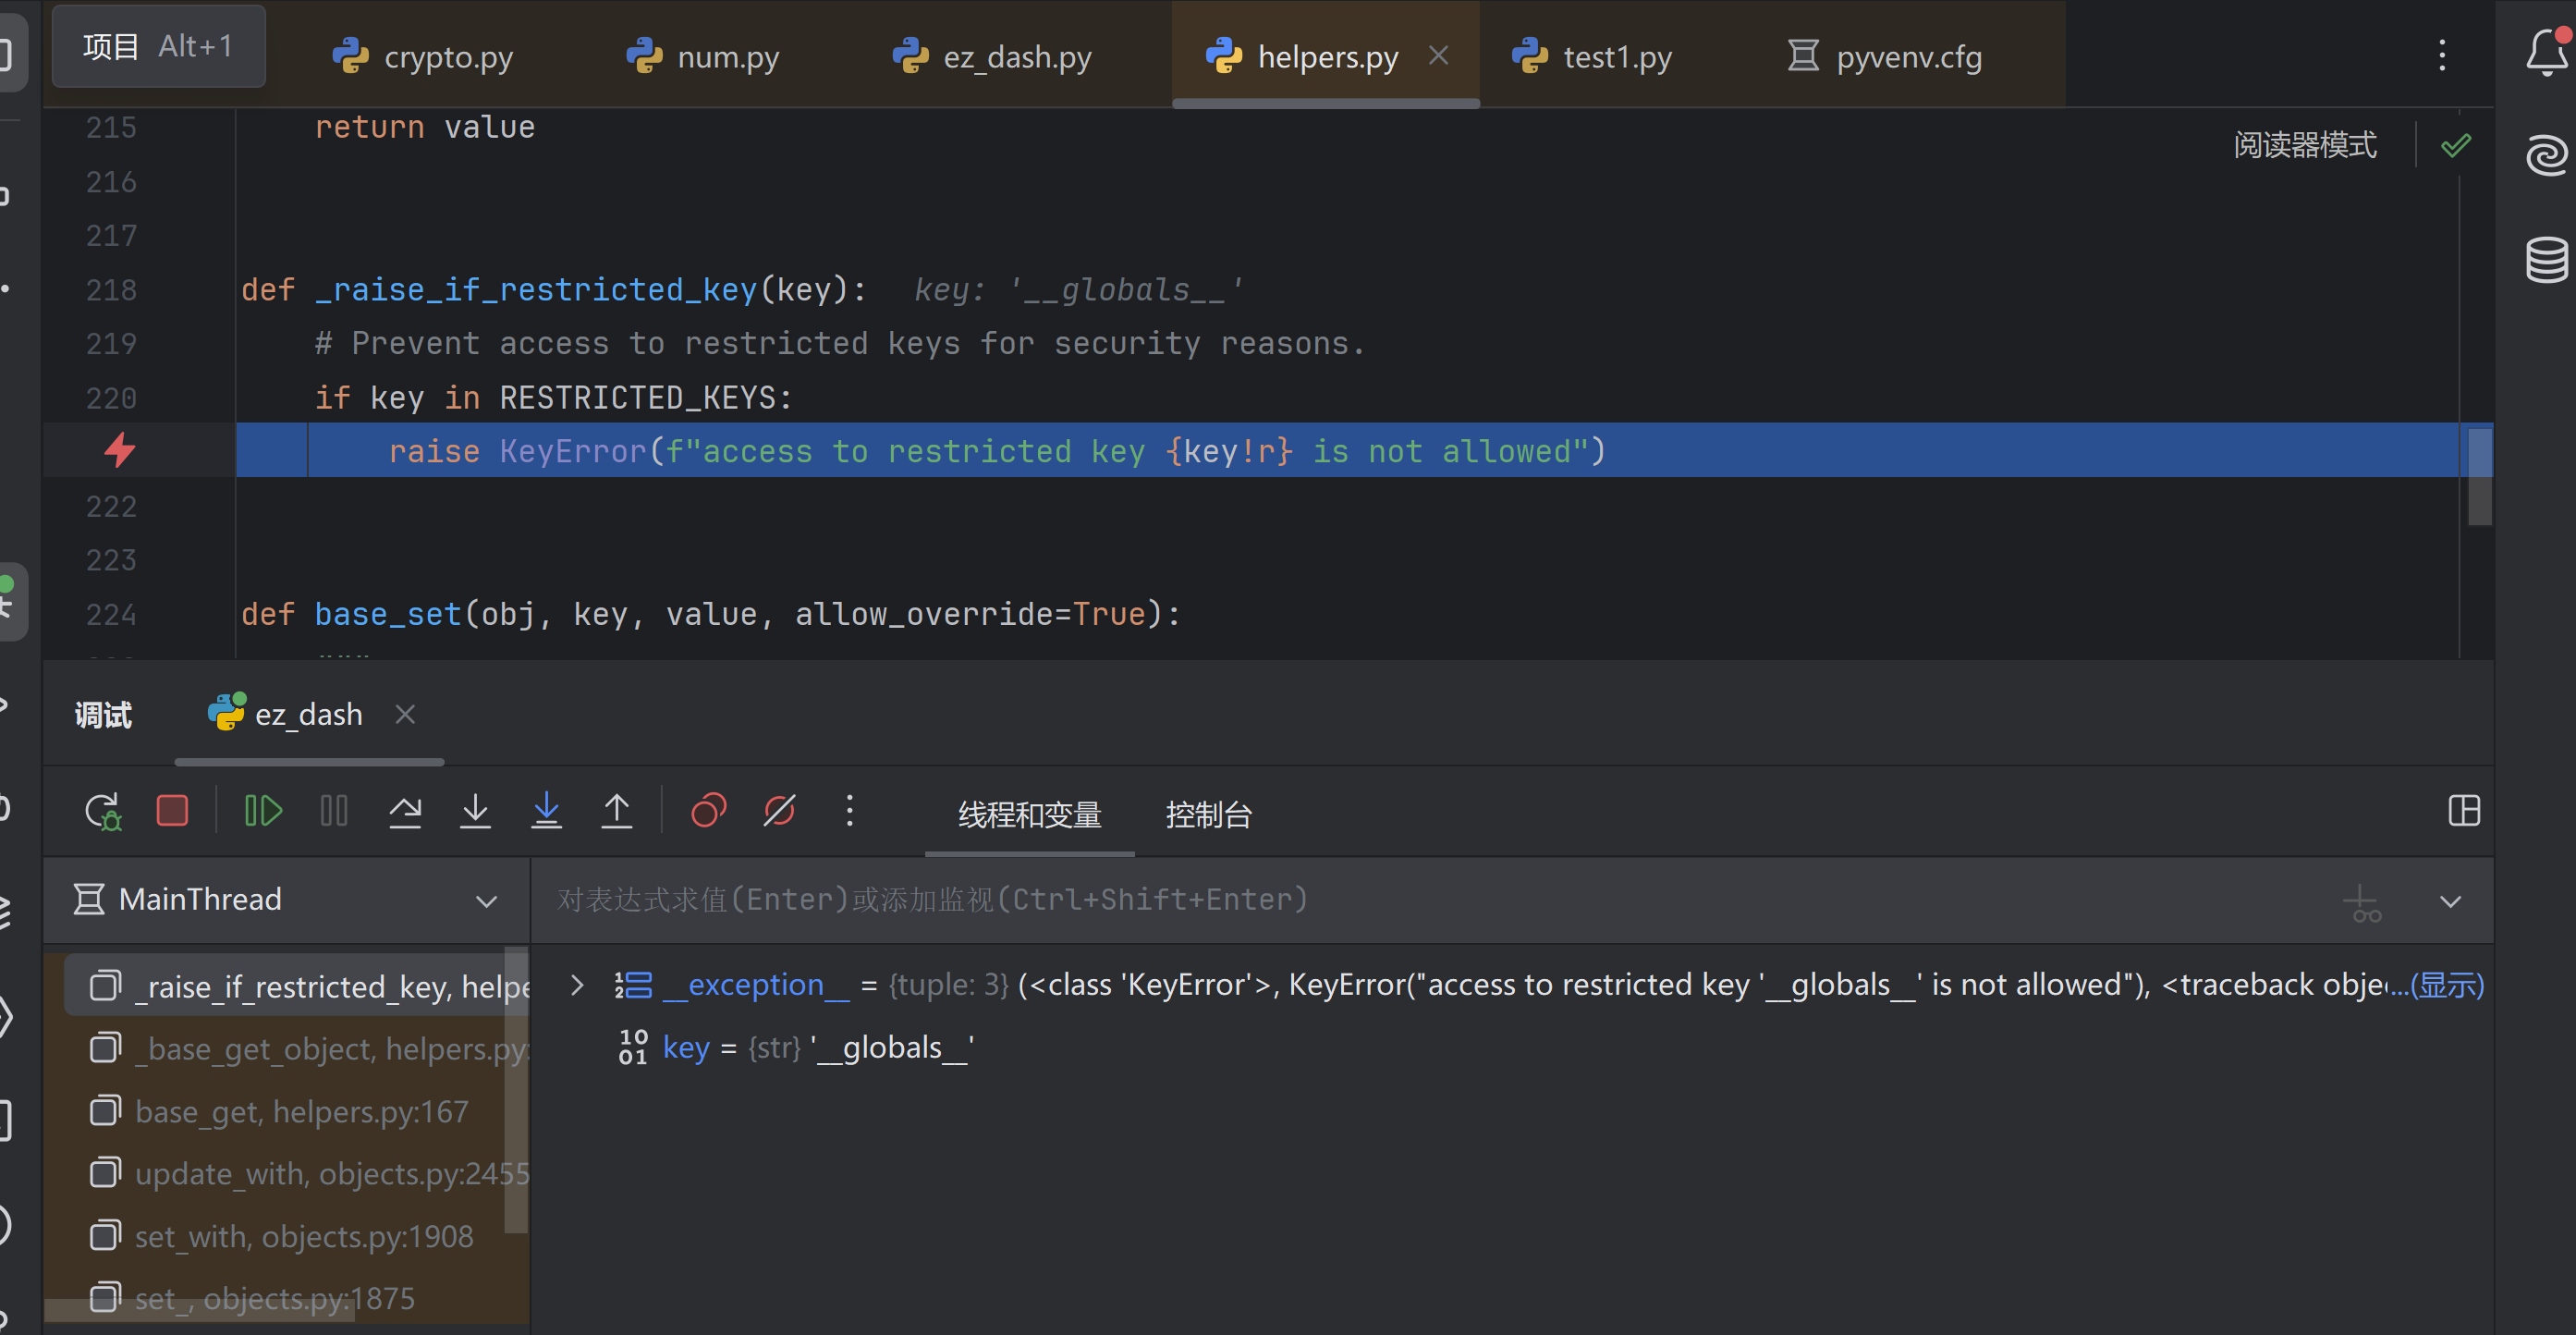 项目 Alt+1
crypto.py
num.py
ez_dash.py
helpers.py
test1.py
pyvenv.cfg
阅读器模式
215 return value
216
217
218 def _raise_if_restricted_key(key): key: '__globals__'
219 # Prevent access to restricted keys for security reasons.
220 if key in RESTRICTED_KEYS:
raise KeyError(f"access to restricted key {key!r} is not allowed")
222
223
224 def base_set(obj, key, value, allow_override=True):
调试
ez_dash
线程和变量
控制台
MainThread
对表达式求值(Enter)或添加监视(Ctrl+Shift+Enter)
_raise_if_restricted_key, helpe
_base_get_object, helpers.py:
base_get, helpers.py:167
update_with, objects.py:2455
set_with, objects.py:1908
set_, objects.py:1875
__exception__ = {tuple: 3} (<class 'KeyError'>, KeyError("access to restricted key '__globals__' is not allowed"), <traceback obje...(显示)
key = {str} '__globals__'